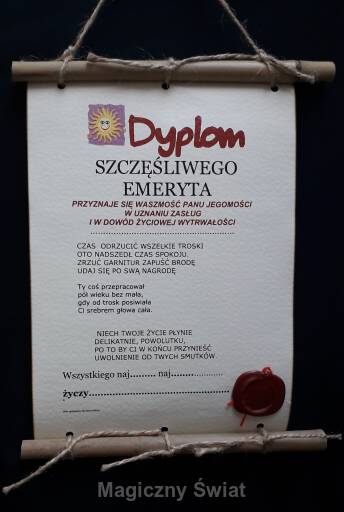 Dyplom
SZCZĘŚLIWEGO
EMERYTA
PRZYZNAJE SIĘ WASZMOŚĆ PANU JEGOMOŚCI
W UZNANIU ZASŁUG
I W DOWÓD ŻYCIOWEJ WYTRWAŁOŚCI
CZAS ODRZUCIĆ WSZELKIE TROSKI
OTO NADSZEDŁ CZAS SPOKOJU.
ZRZUĆ GARNITUR ZAPUŚĆ BRODĘ
UDAJ SIĘ PO SWĄ NAGRODĘ
Ty coś przepracował
pół wieku bez mała,
gdy od trosk posiwiała
Ci srebrem głowa cała.
NIECH TWOJE ŻYCIE PŁYNIE
DELIKATNIE, POWOLUTKU,
PO TO BY CI W KOŃCU PRZYNIEŚĆ
UWOLNIENIE OD TWYCH SMUTKÓW
Wszystkiego naj......... naj............
życzy................................................
Magiczny Świat